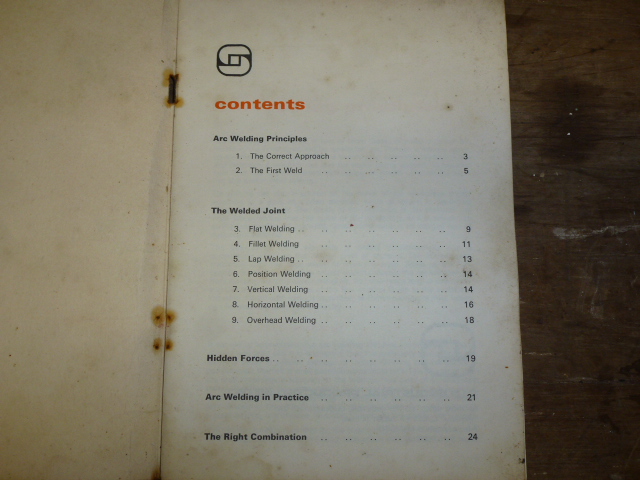 contents
Arc Welding Principles
1. The Correct Approach .. .. .. .. .. 3
2. The First Weld .. .. .. .. .. .. 5
The Welded Joint
3. Flat Welding .. .. .. .. .. .. .. 9
4. Fillet Welding .. .. .. .. .. .. 11
5. Lap Welding .. .. .. .. .. .. .. 13
6. Position Welding .. .. .. .. .. .. 14
7. Vertical Welding .. .. .. .. .. .. 14
8. Horizontal Welding .. .. .. .. .. .. 16
9. Overhead Welding .. .. .. .. .. .. 18
Hidden Forces .. .. .. .. .. .. .. .. 19
Arc Welding in Practice .. .. .. .. .. .. 21
The Right Combination .. .. .. .. .. .. 24